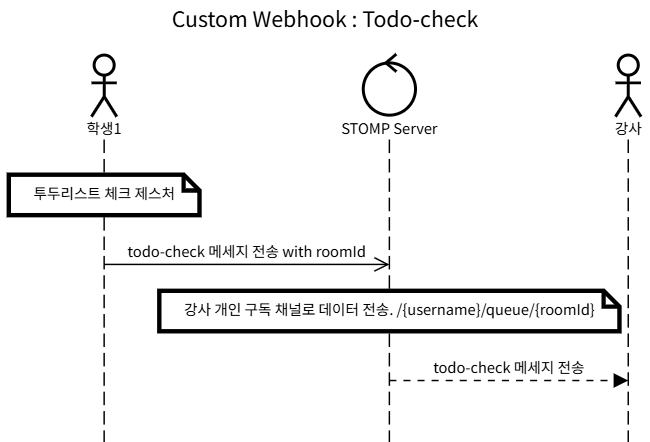 Custom Webhook : Todo-check
학생1
STOMP Server
강사
투두리스트 체크 제스처
todo-check 메세지 전송 with roomId
강사 개인 구독 채널로 데이터 전송. /{username}/queue/{roomId}
todo-check 메세지 전송